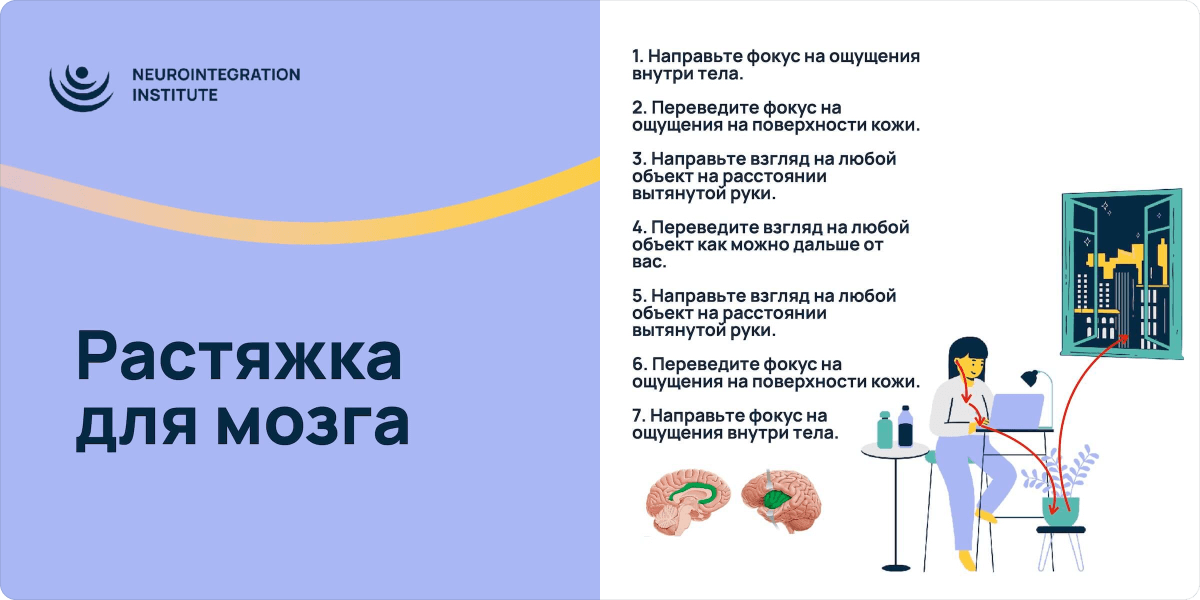 NEUROINTEGRATION
INSTITUTE
Растяжка
для мозга
1. Направьте фокус на ощущения
внутри тела.
2. Переведите фокус на
ощущения на поверхности кожи.
3. Направьте взгляд на любой
объект на расстоянии
вытянутой руки.
4. Переведите взгляд на любой
объект как можно дальше от
вас.
5. Направьте взгляд на любой
объект на расстоянии
вытянутой руки.
6. Переведите фокус на
ощущения на поверхности кожи.
7. Направьте фокус на
ощущения внутри тела.